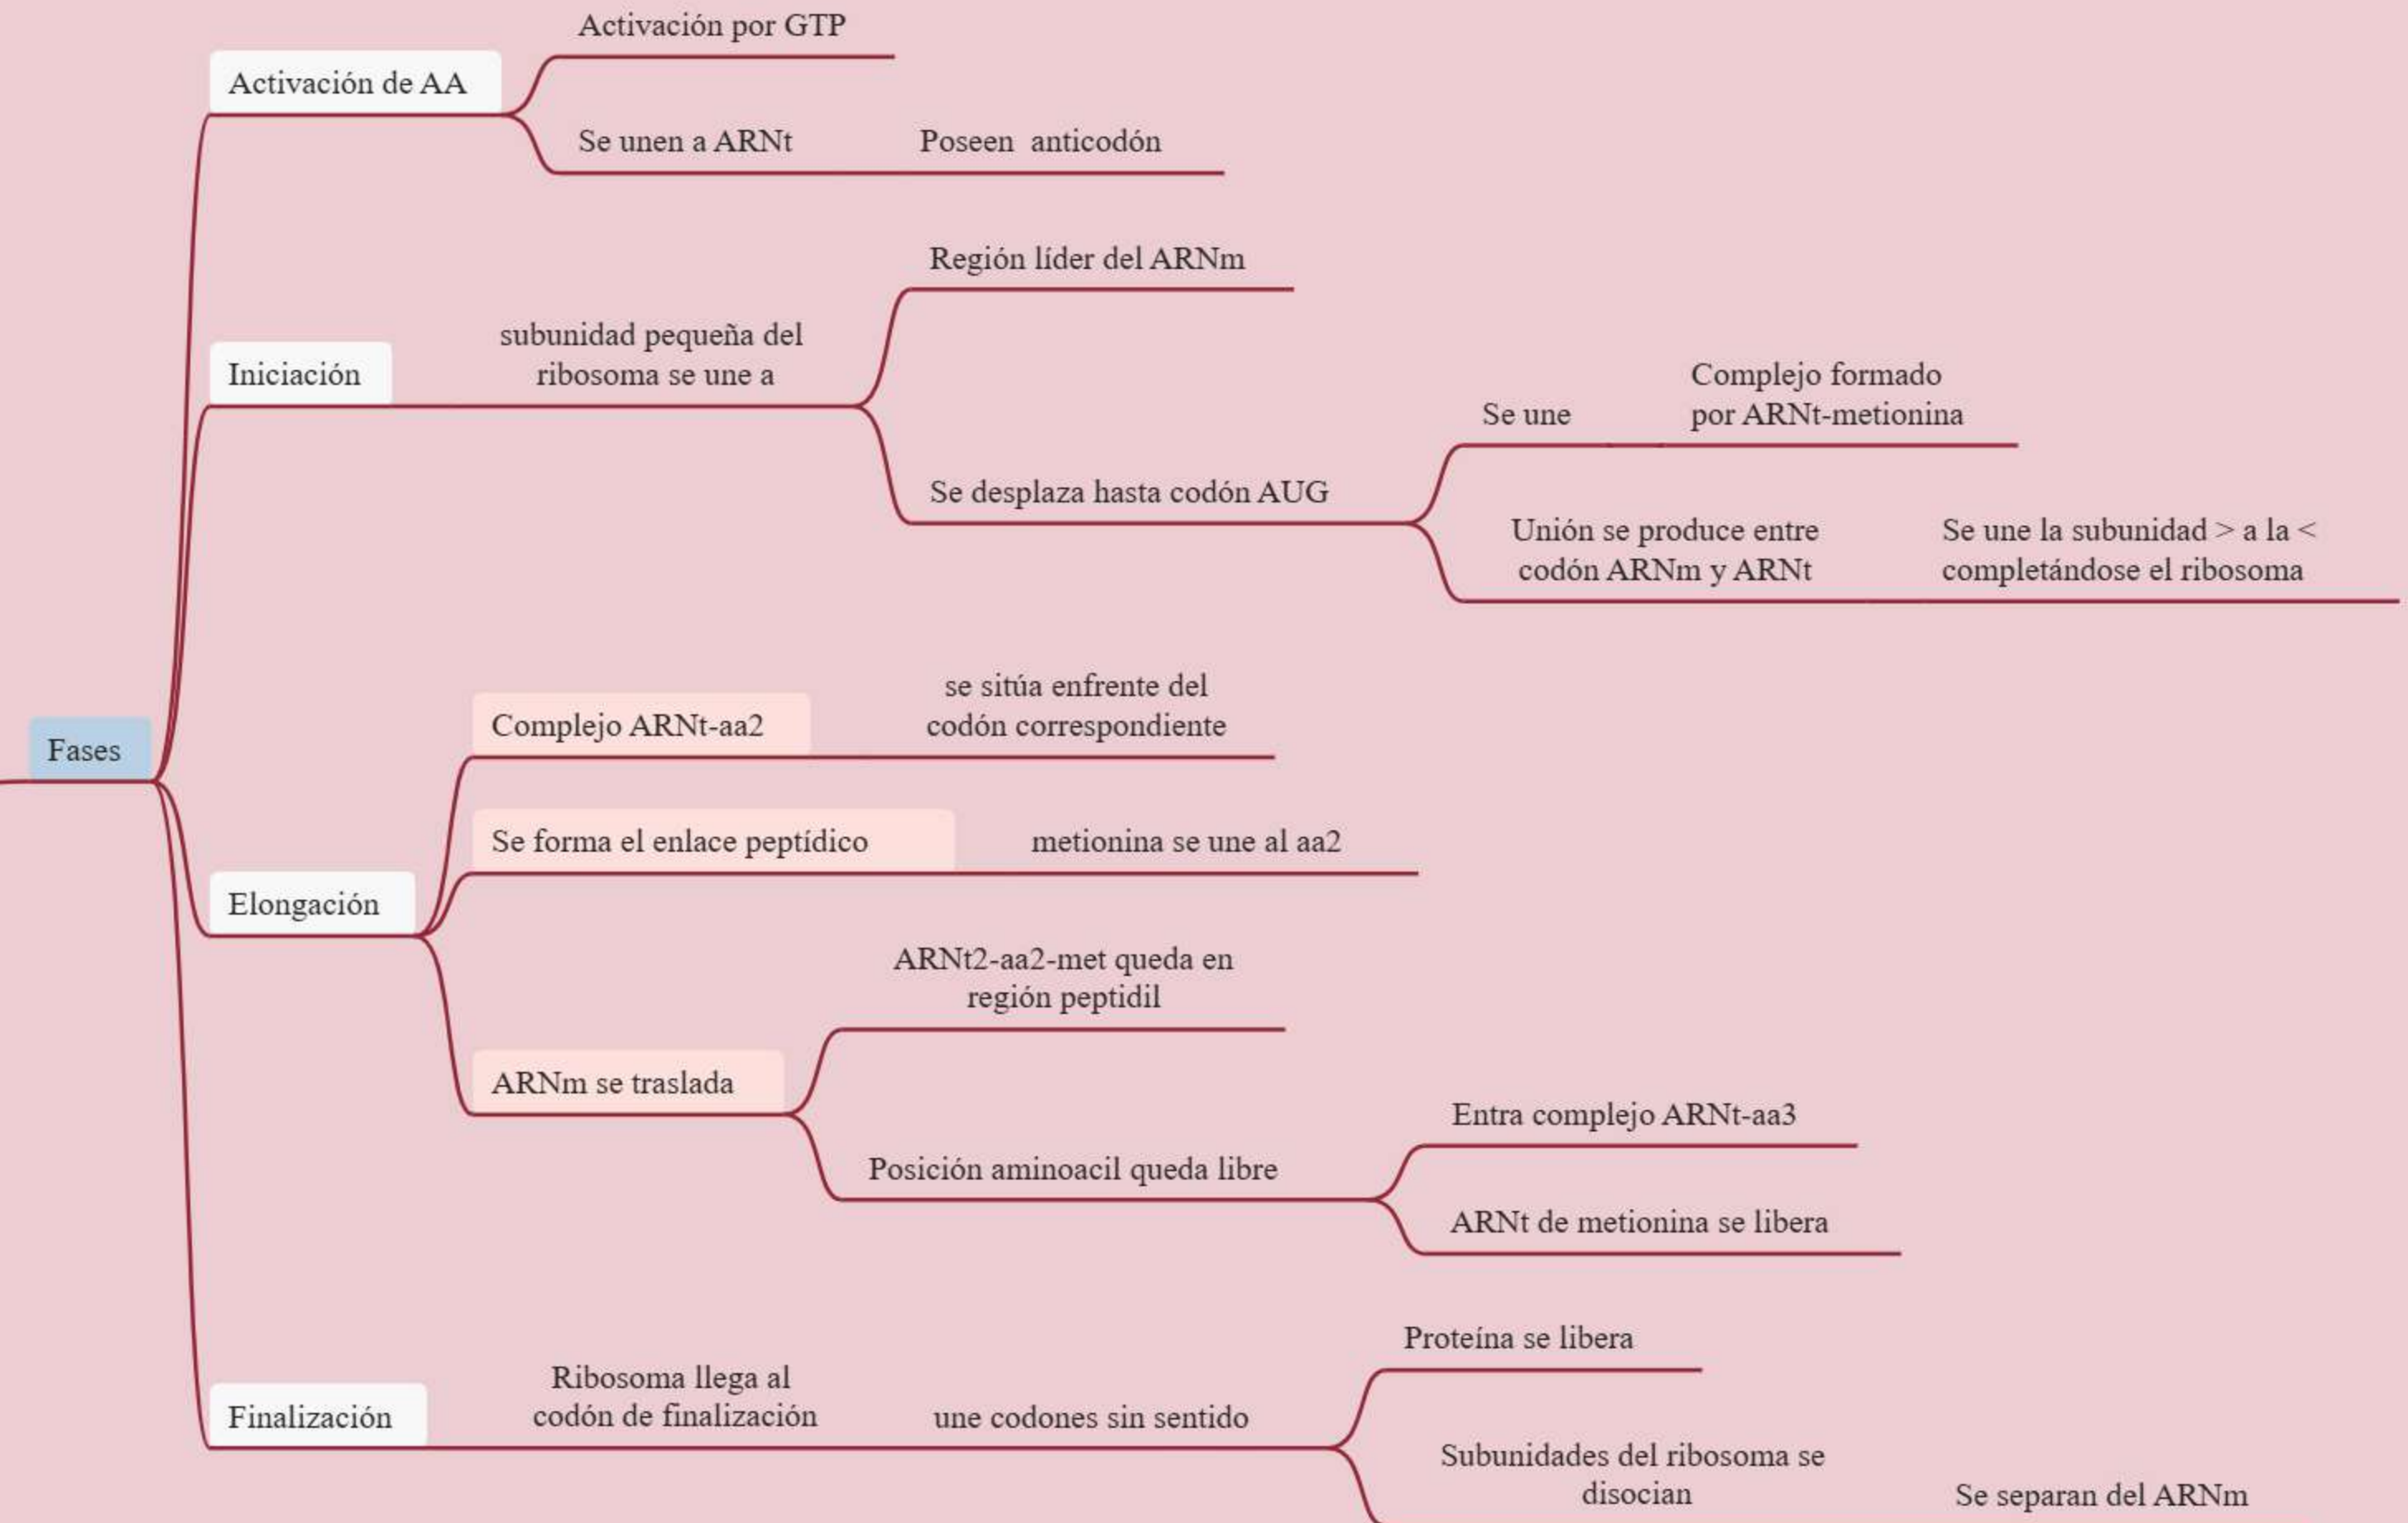 Fases
Activación de AA
Activación por GTP
Se unen a ARNt
Poseen anticodón
Iniciación
subunidad pequeña del
ribosoma se une a
Región líder del ARNm
Se desplaza hasta codón AUG
Se une
Complejo formado
por ARNt-metionina
Unión se produce entre
codón ARNm y ARNt
Se une la subunidad > a la <
completándose el ribosoma
Elongación
Complejo ARNt-aa2
se sitúa enfrente del
codón correspondiente
Se forma el enlace peptídico
metionina se une al aa2
ARNm se traslada
ARNt2-aa2-met queda en
región peptidil
Posición aminoacil queda libre
Entra complejo ARNt-aa3
ARNt de metionina se libera
Finalización
Ribosoma llega al
codón de finalización
une codones sin sentido
Proteína se libera
Subunidades del ribosoma se
disocian
Se separan del ARNm